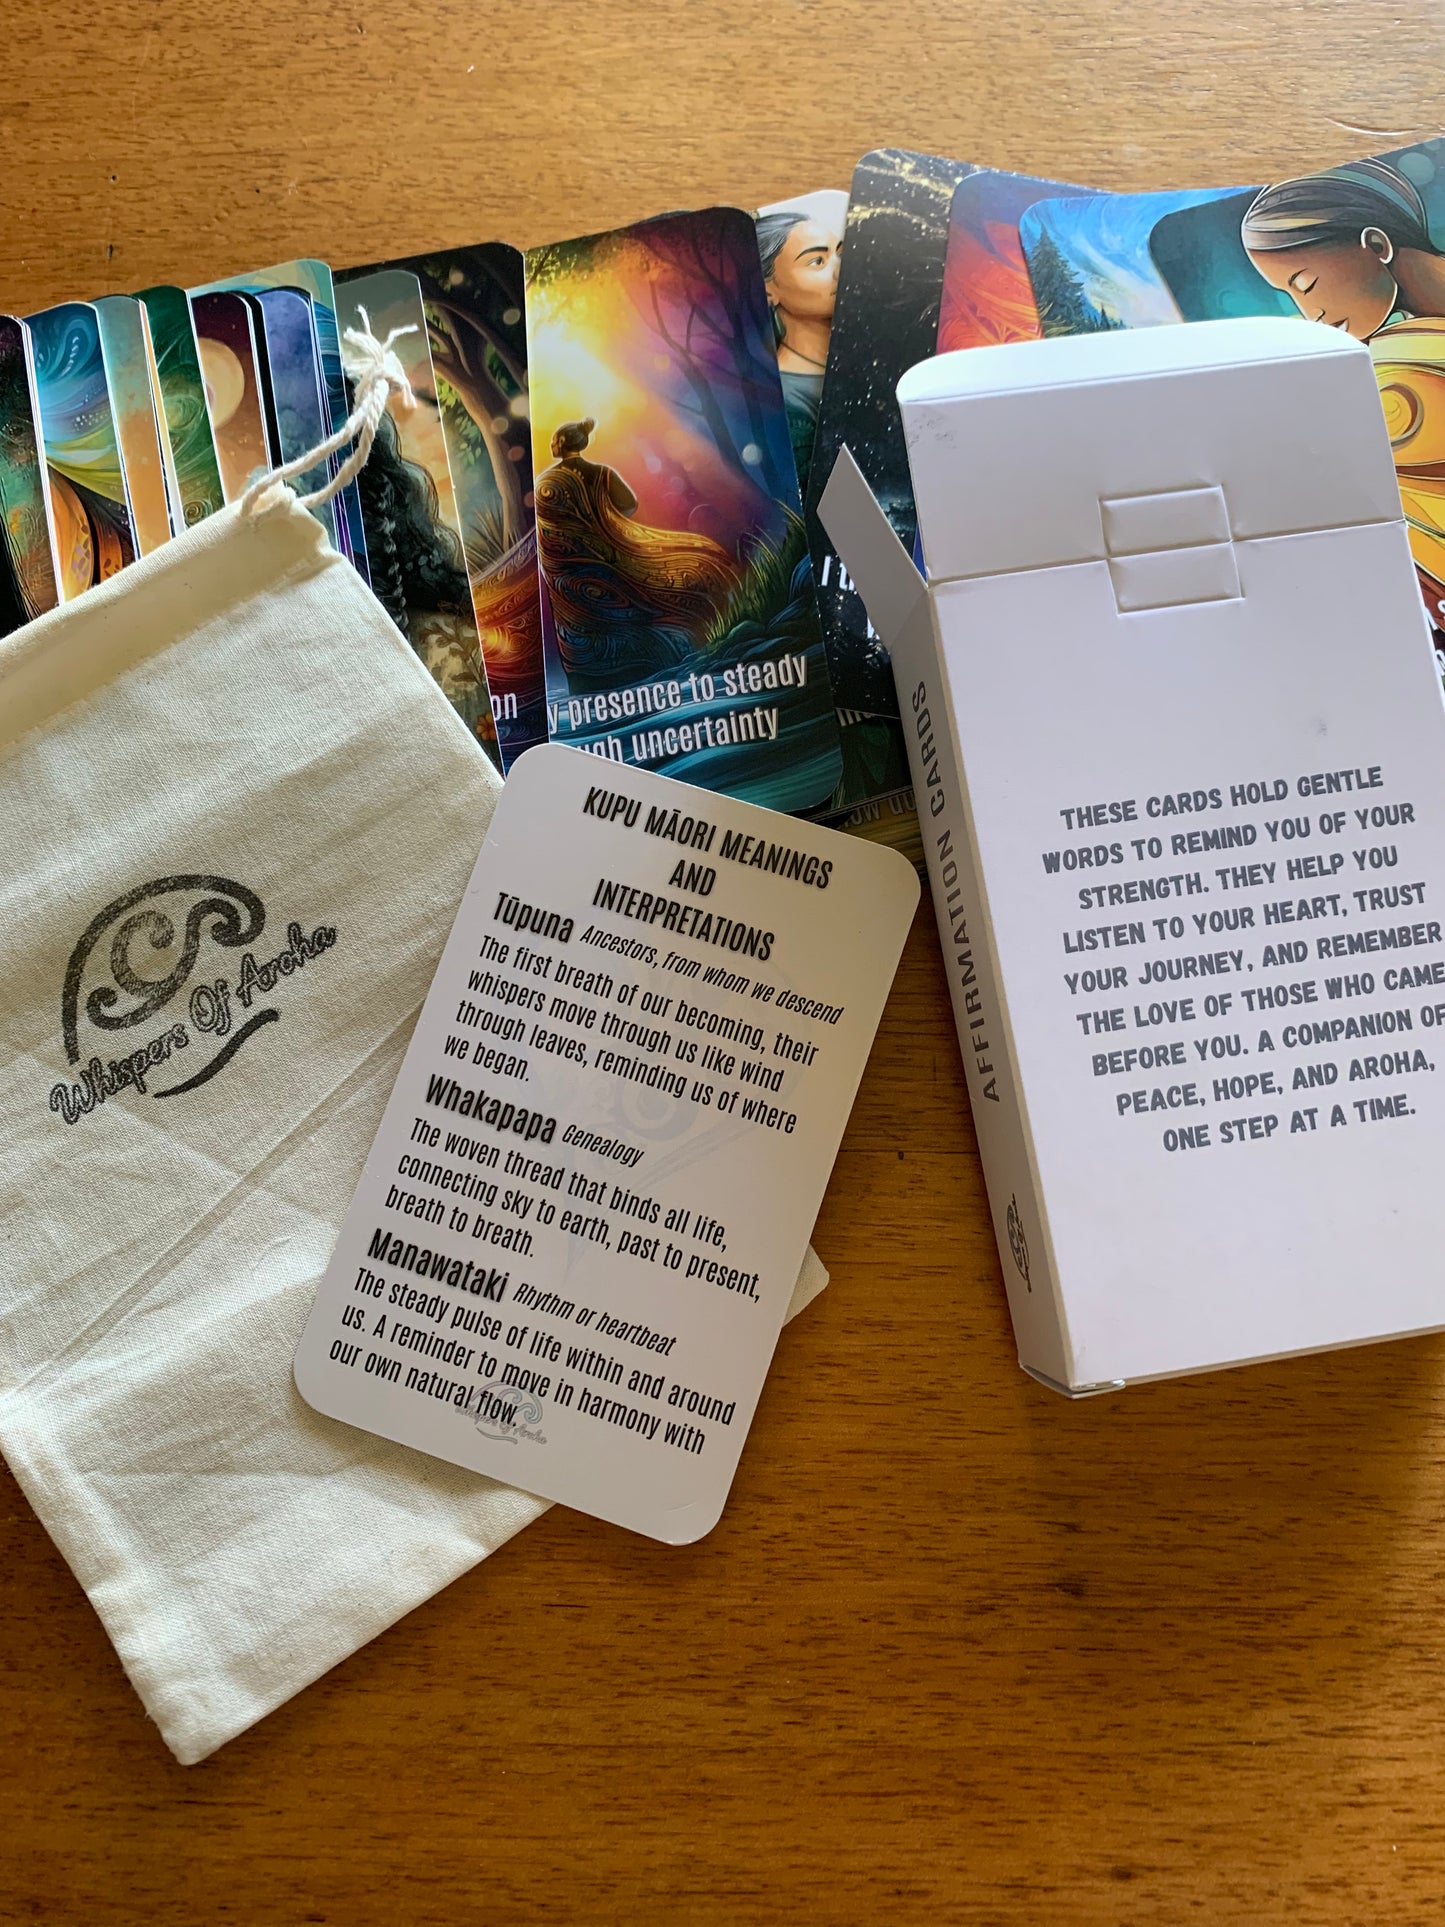 on
presence to steady
uncertainty
I
KUPU MĀORI MEANINGS
AND
INTERPRETATIONS
Tūpuna Ancestors, from whom we descend
The first breath of our becoming, their
whispers move through us like wind
through leaves, reminding us of where
we began.
Whakapapa Genealogy
The woven thread that binds all life,
connecting sky to earth, past to present,
breath to breath.
Manawataki Rhythm or heartbeat
The steady pulse of life within and around
us. A reminder to move in harmony with
our own natural flow.
Whispers Of Aroha
Whispers Of Aroha
AFFIRMATION CARDS
THESE CARDS HOLD GENTLE
WORDS TO REMIND YOU OF YOUR
STRENGTH. THEY HELP YOU
LISTEN TO YOUR HEART, TRUST
YOUR JOURNEY, AND REMEMBER
THE LOVE OF THOSE WHO CAME
BEFORE YOU. A COMPANION OF
PEACE, HOPE, AND AROHA,
ONE STEP AT A TIME.